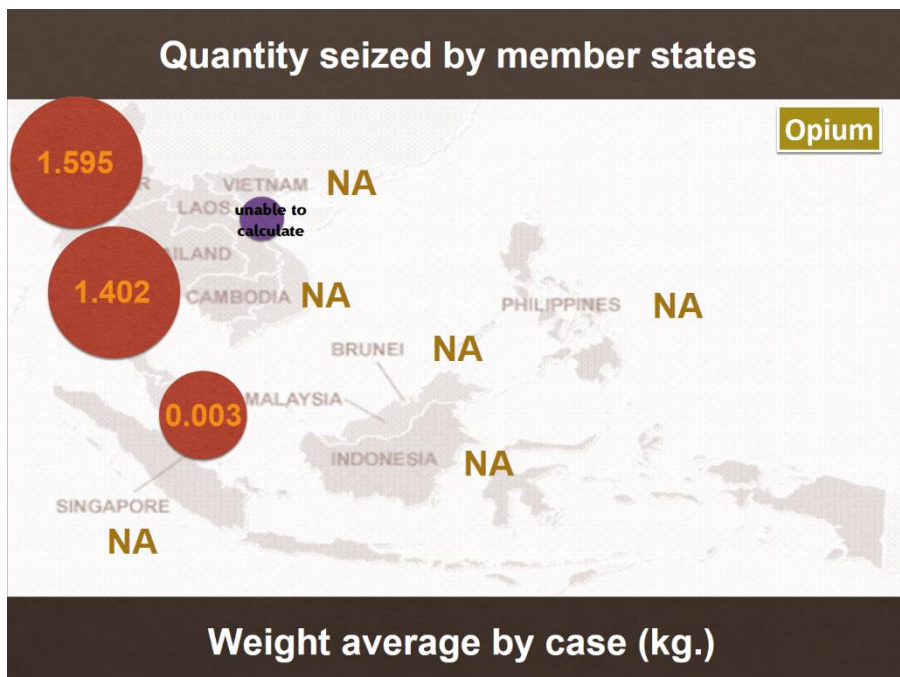 Quantity seized by member states
Opium
1.595
R
VIETNAM
NA
LAOS
unable to
calculate
AILAND
1.402
CAMBODIA
NA
PHILIPPINES
NA
BRUNEI
NA
0.003
MALAYSIA
INDONESIA
NA
SINGAPORE
NA
Weight average by case (kg.)